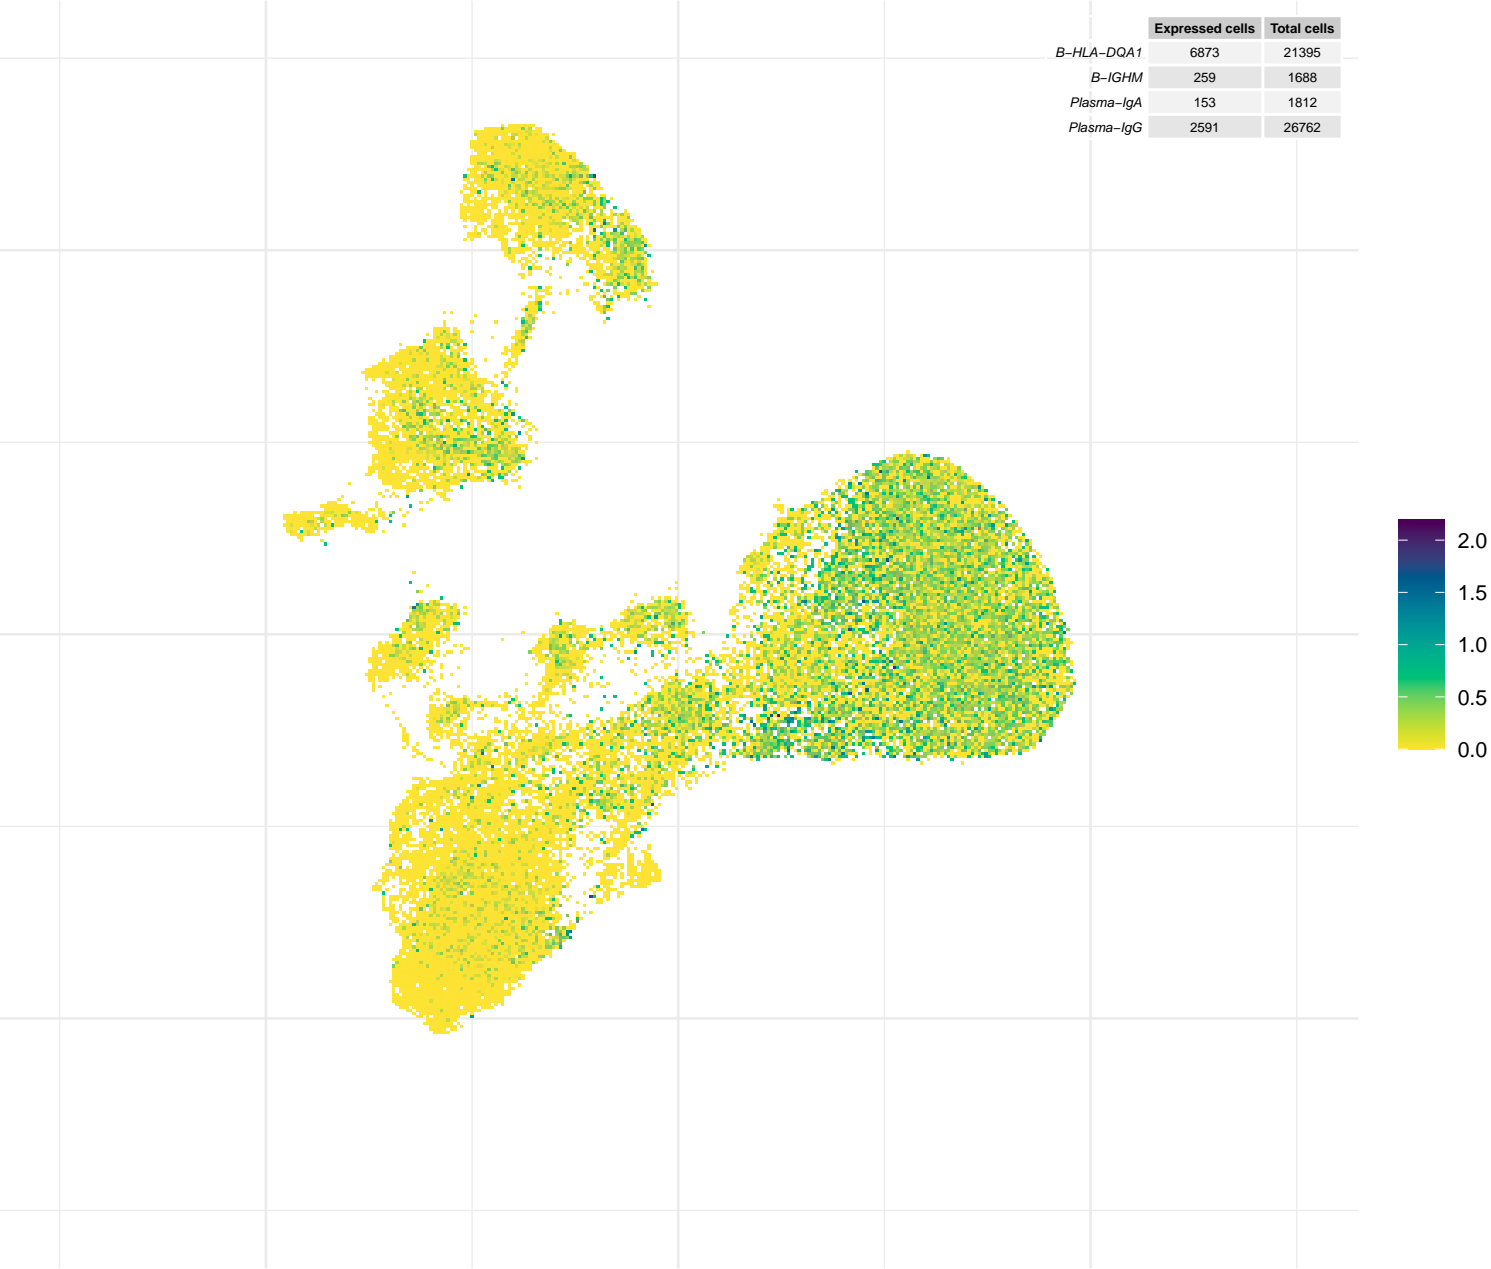 Expressed cells Total cells
B-HLA-DQA1 6873 21395
B-IGHM 259 1688
Plasma-IgA 153 1812
Plasma-IgG 2591 26762
2.0
1.5
1.0
0.5
0.0